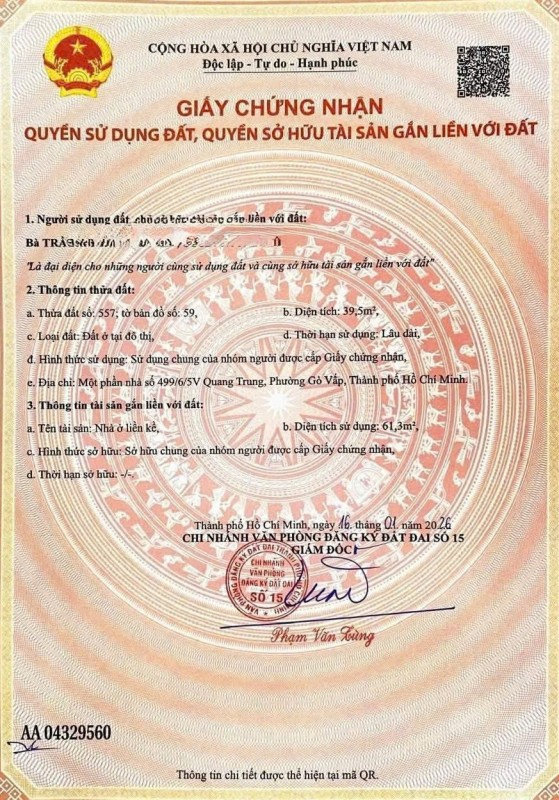 CỘNG HÒA XÃ HỘI CHỦ NGHĨA VIỆT NAM
Độc lập - Tự do - Hạnh phúc
GIẤY CHỨNG NHẬN
QUYỀN SỬ DỤNG ĐẤT, QUYỀN SỞ HỮU TÀI SẢN GẮN LIỀN VỚI ĐẤT
1. Người sử dụng đất, liền với đất:
Bà
"Là đại diện cho những người cùng sử dụng đất và cùng sở hữu tài sản gắn liền với đất"
2. Thông tin thửa đất:
a. Thửa đất số: 557; tờ bản đồ số: 59, b. Diện tích: 39,5m²,
c. Loại đất: Đất ở tại đô thị, d. Thời hạn sử dụng: Lâu dài,
đ. Hình thức sử dụng: Sử dụng chung của nhóm người được cấp Giấy chứng nhận,
e. Địa chỉ: Một phần nhà số 499/6/5V Quang Trung, Phường Gò Vấp, Thành phố Hồ Chí Minh.
3. Thông tin tài sản gắn liền với đất:
a. Tên tài sản: Nhà ở liền kề, b. Diện tích sử dụng: 61,3m²,
c. Hình thức sở hữu: Sở hữu chung của nhóm người được cấp Giấy chứng nhận,
d. Thời hạn sở hữu: -/-.
Thành phố Hồ Chí Minh, ngày 16 tháng 01 năm 2026
CHI NHÁNH VĂN PHÒNG ĐĂNG KÝ ĐẤT ĐAI SỐ 15
GIÁM ĐỐC
CHI NHÁNH
VĂN PHÒNG
ĐĂNG KÝ ĐẤT ĐAI
SỐ 15
Phạm Văn Tùng
AA 04329560
Thông tin chi tiết được thể hiện tại mã QR.